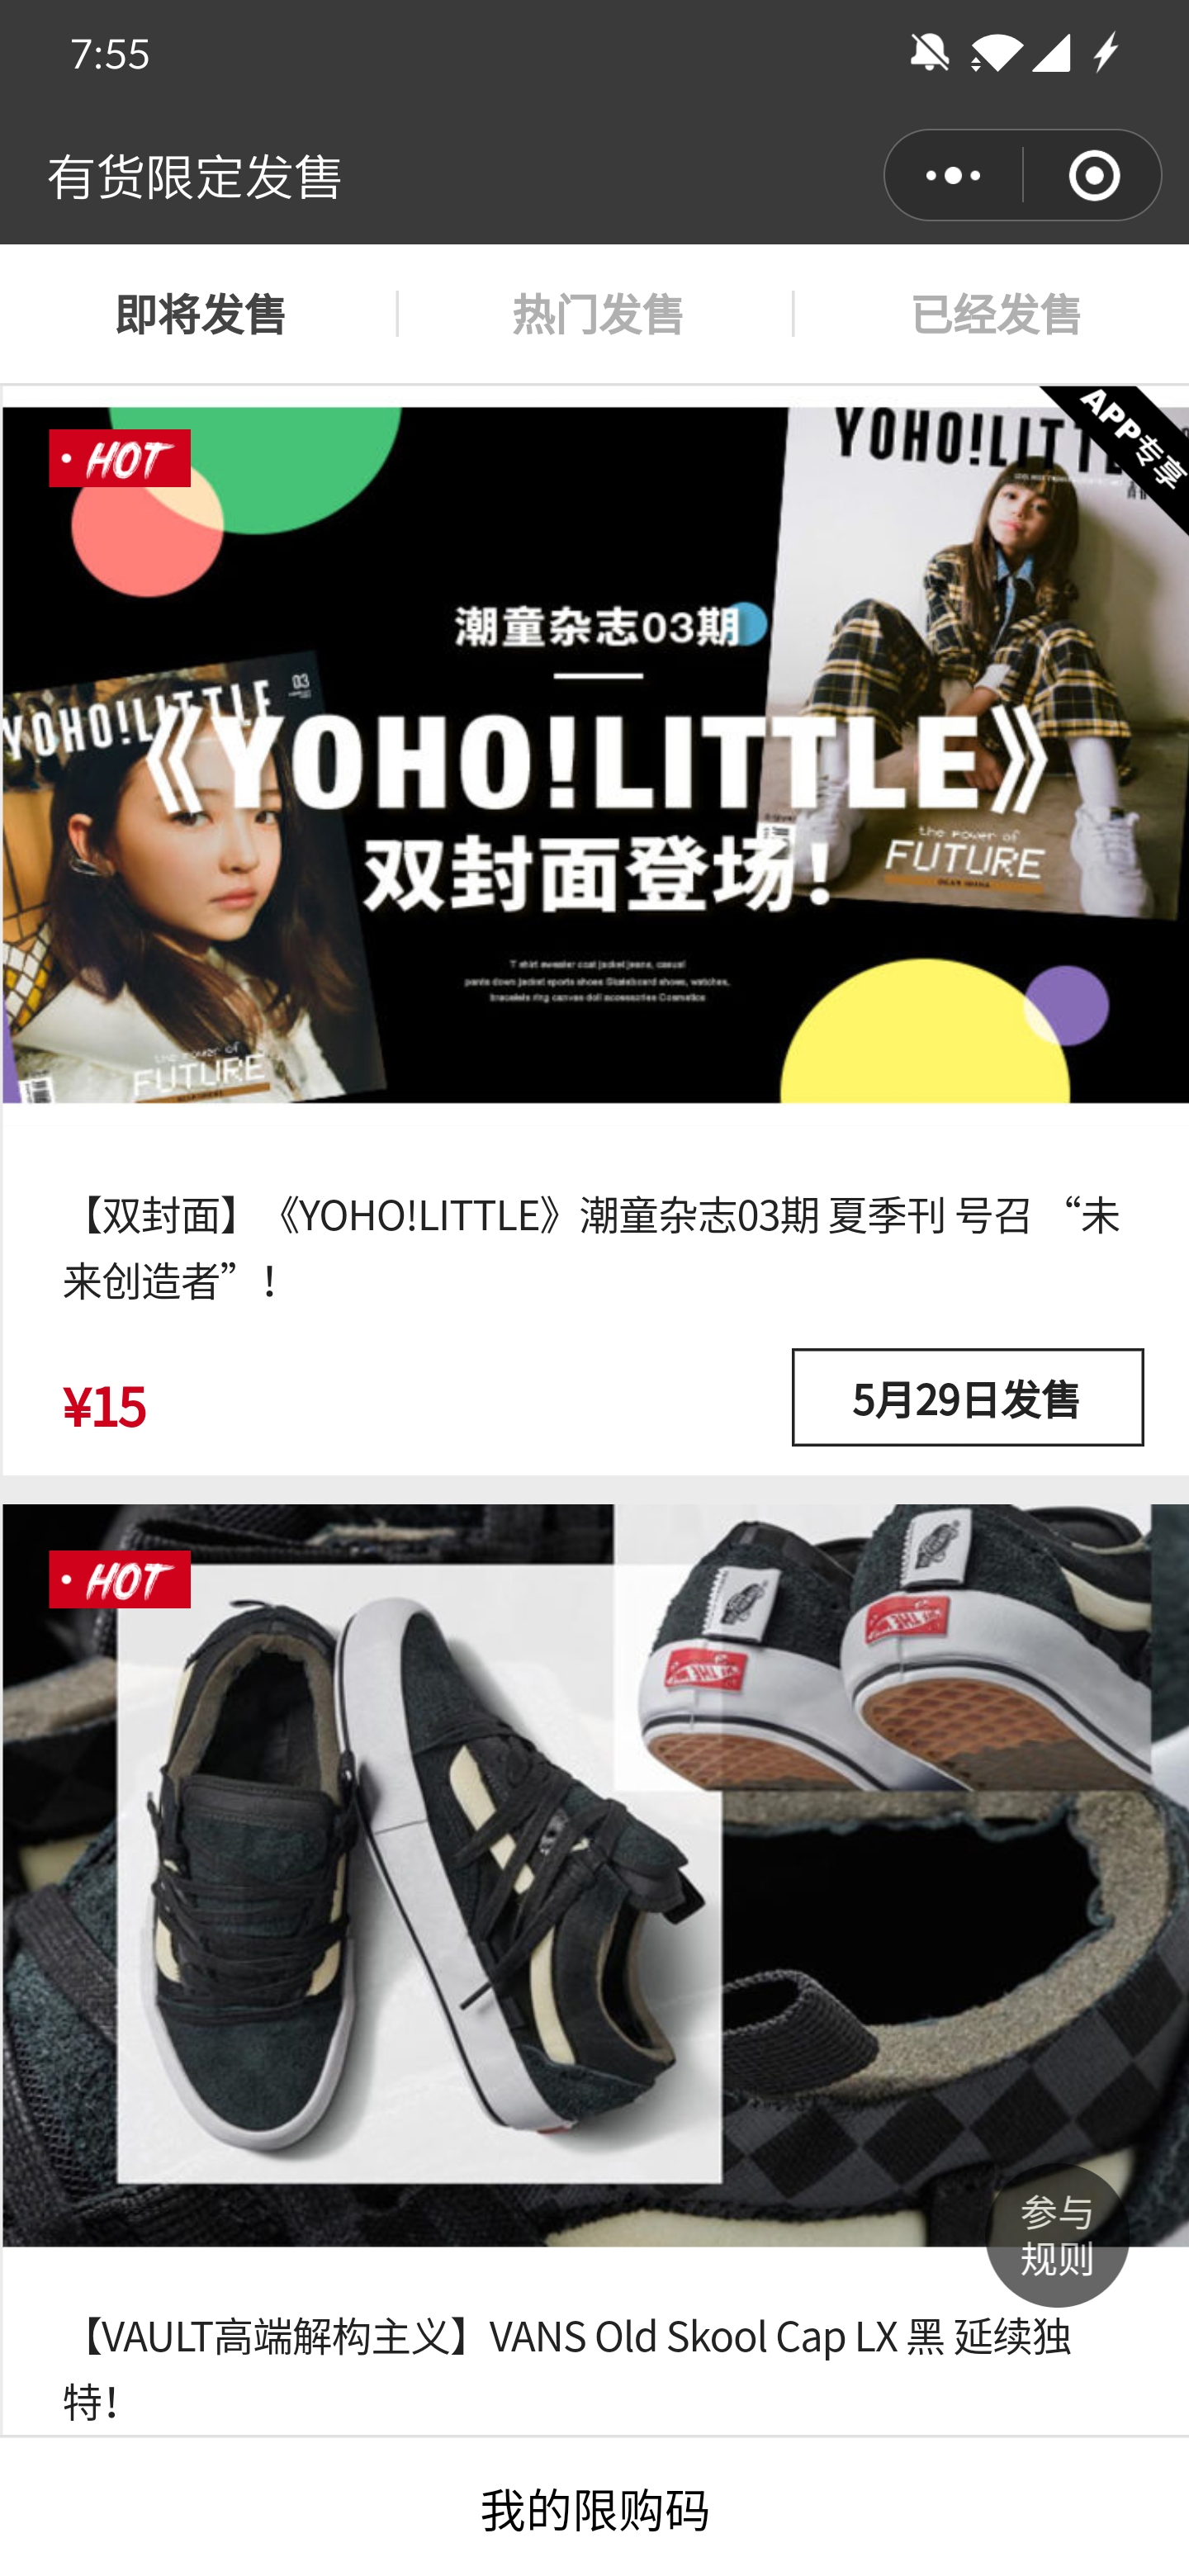 7:55
有货限定发售
即将发售
热门发售
已经发售
HOT
APP专享
YOHO!LITTLE
潮童杂志03期
03
YOHO!LITTLE
《YOHO!LITTLE》
双封面登场!
the power of
FUTURE
T shirt sweater coat jacket jeans, casual
pants down jacket sports shoes Skateboard shoes, watches,
bracelets ring canvas doll accessories Cosmetics
the power of
FUTURE
【双封面】《YOHO!LITTLE》潮童杂志03期 夏季刊 号召 “未
来创造者” !
¥15
5月29日发售
HOT
参与
规则
【VAULT高端解构主义】VANS Old Skool Cap LX 黑 延续独
特!
我的限购码